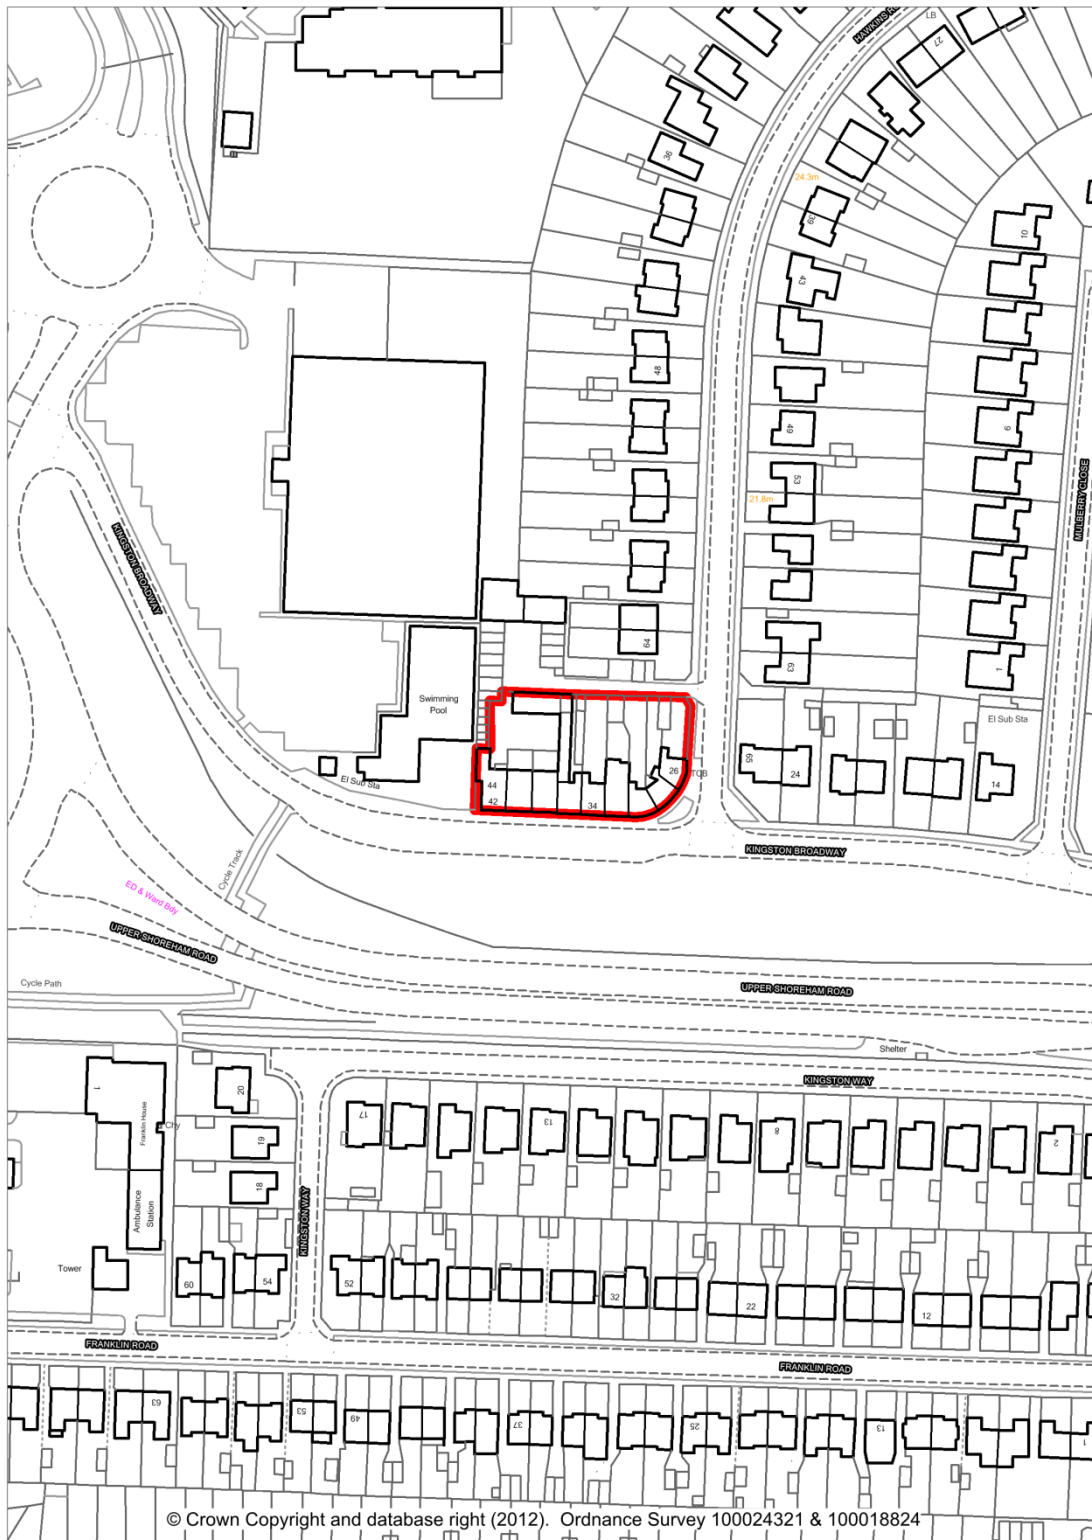 HAWKINS
LB
27
36
24.3m
39
10
43
48
9
49
53
21.8m
MULBERRY CLOSE
KINGSTON BROADWAY
64
63
1
Swimming
Pool
El Sub Sta
65
24
14
26
TCB
44
42
34
El Sub Sta
KINGSTON BROADWAY
Cycle Track
ED & Ward Bdy
UPPER SHOREHAM ROAD
Cycle Path
UPPER SHOREHAM ROAD
Shelter
KINGSTON WAY
1
Franklin House
Chy
20
19
18
17
13
8
2
Ambulance
Station
KINGSTON WAY
Tower
60
54
52
32
22
12
FRANKLIN ROAD
FRANKLIN ROAD
63
53
49
37
25
13
1
© Crown Copyright and database right (2012). Ordnance Survey 100024321 & 100018824